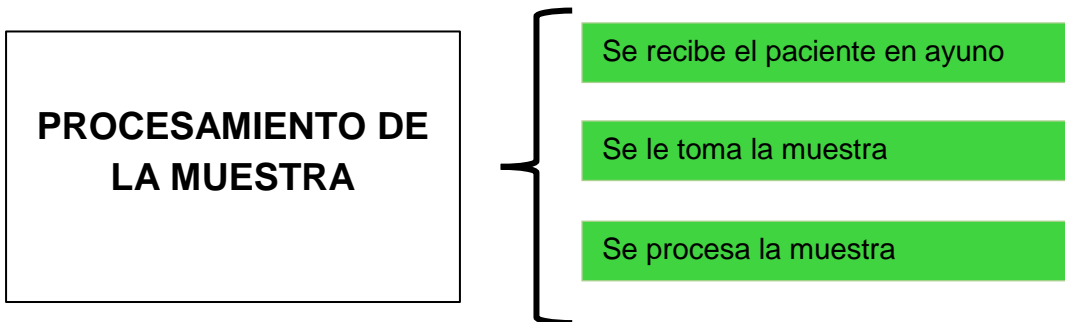 PROCESAMIENTO DE
LA MUESTRA
Se recibe el paciente en ayuno
Se le toma la muestra
Se procesa la muestra